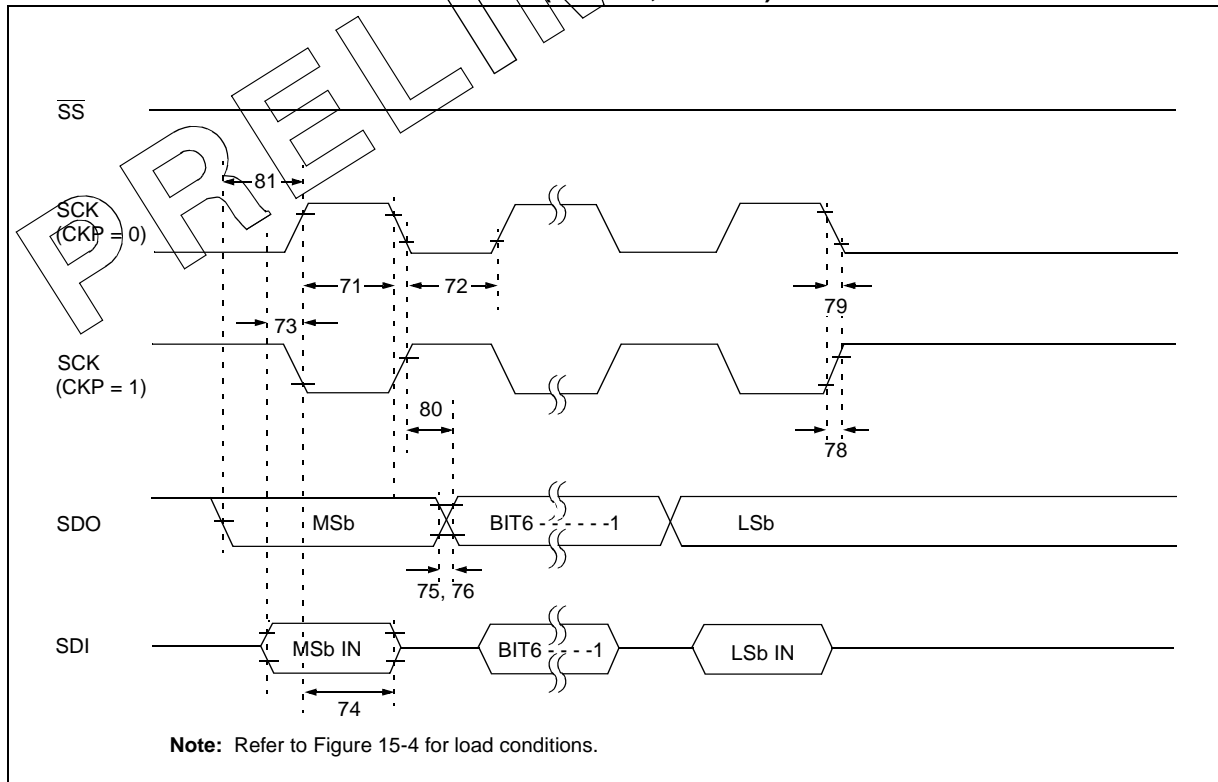 PRELIM
SS
81
SCK
(CKP = 0)
71
72
79
73
SCK
(CKP = 1)
80
78
SDO
MSb
BIT6 - - - - - -1
LSb
75, 76
SDI
MSb IN
BIT6 - - - -1
LSb IN
74
Note: Refer to Figure 15-4 for load conditions.